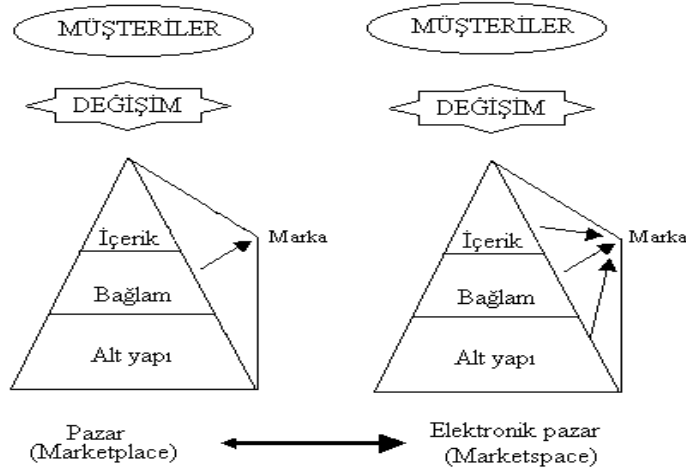 MÜŞTERİLER
MÜŞTERİLER
DEĞİŞİM
DEĞİŞİM
İçerik
Marka
İçerik
Marka
Bağlam
Bağlam
Alt yapı
Alt yapı
Pazar
(Marketplace)
Elektronik pazar
(Marketspace)